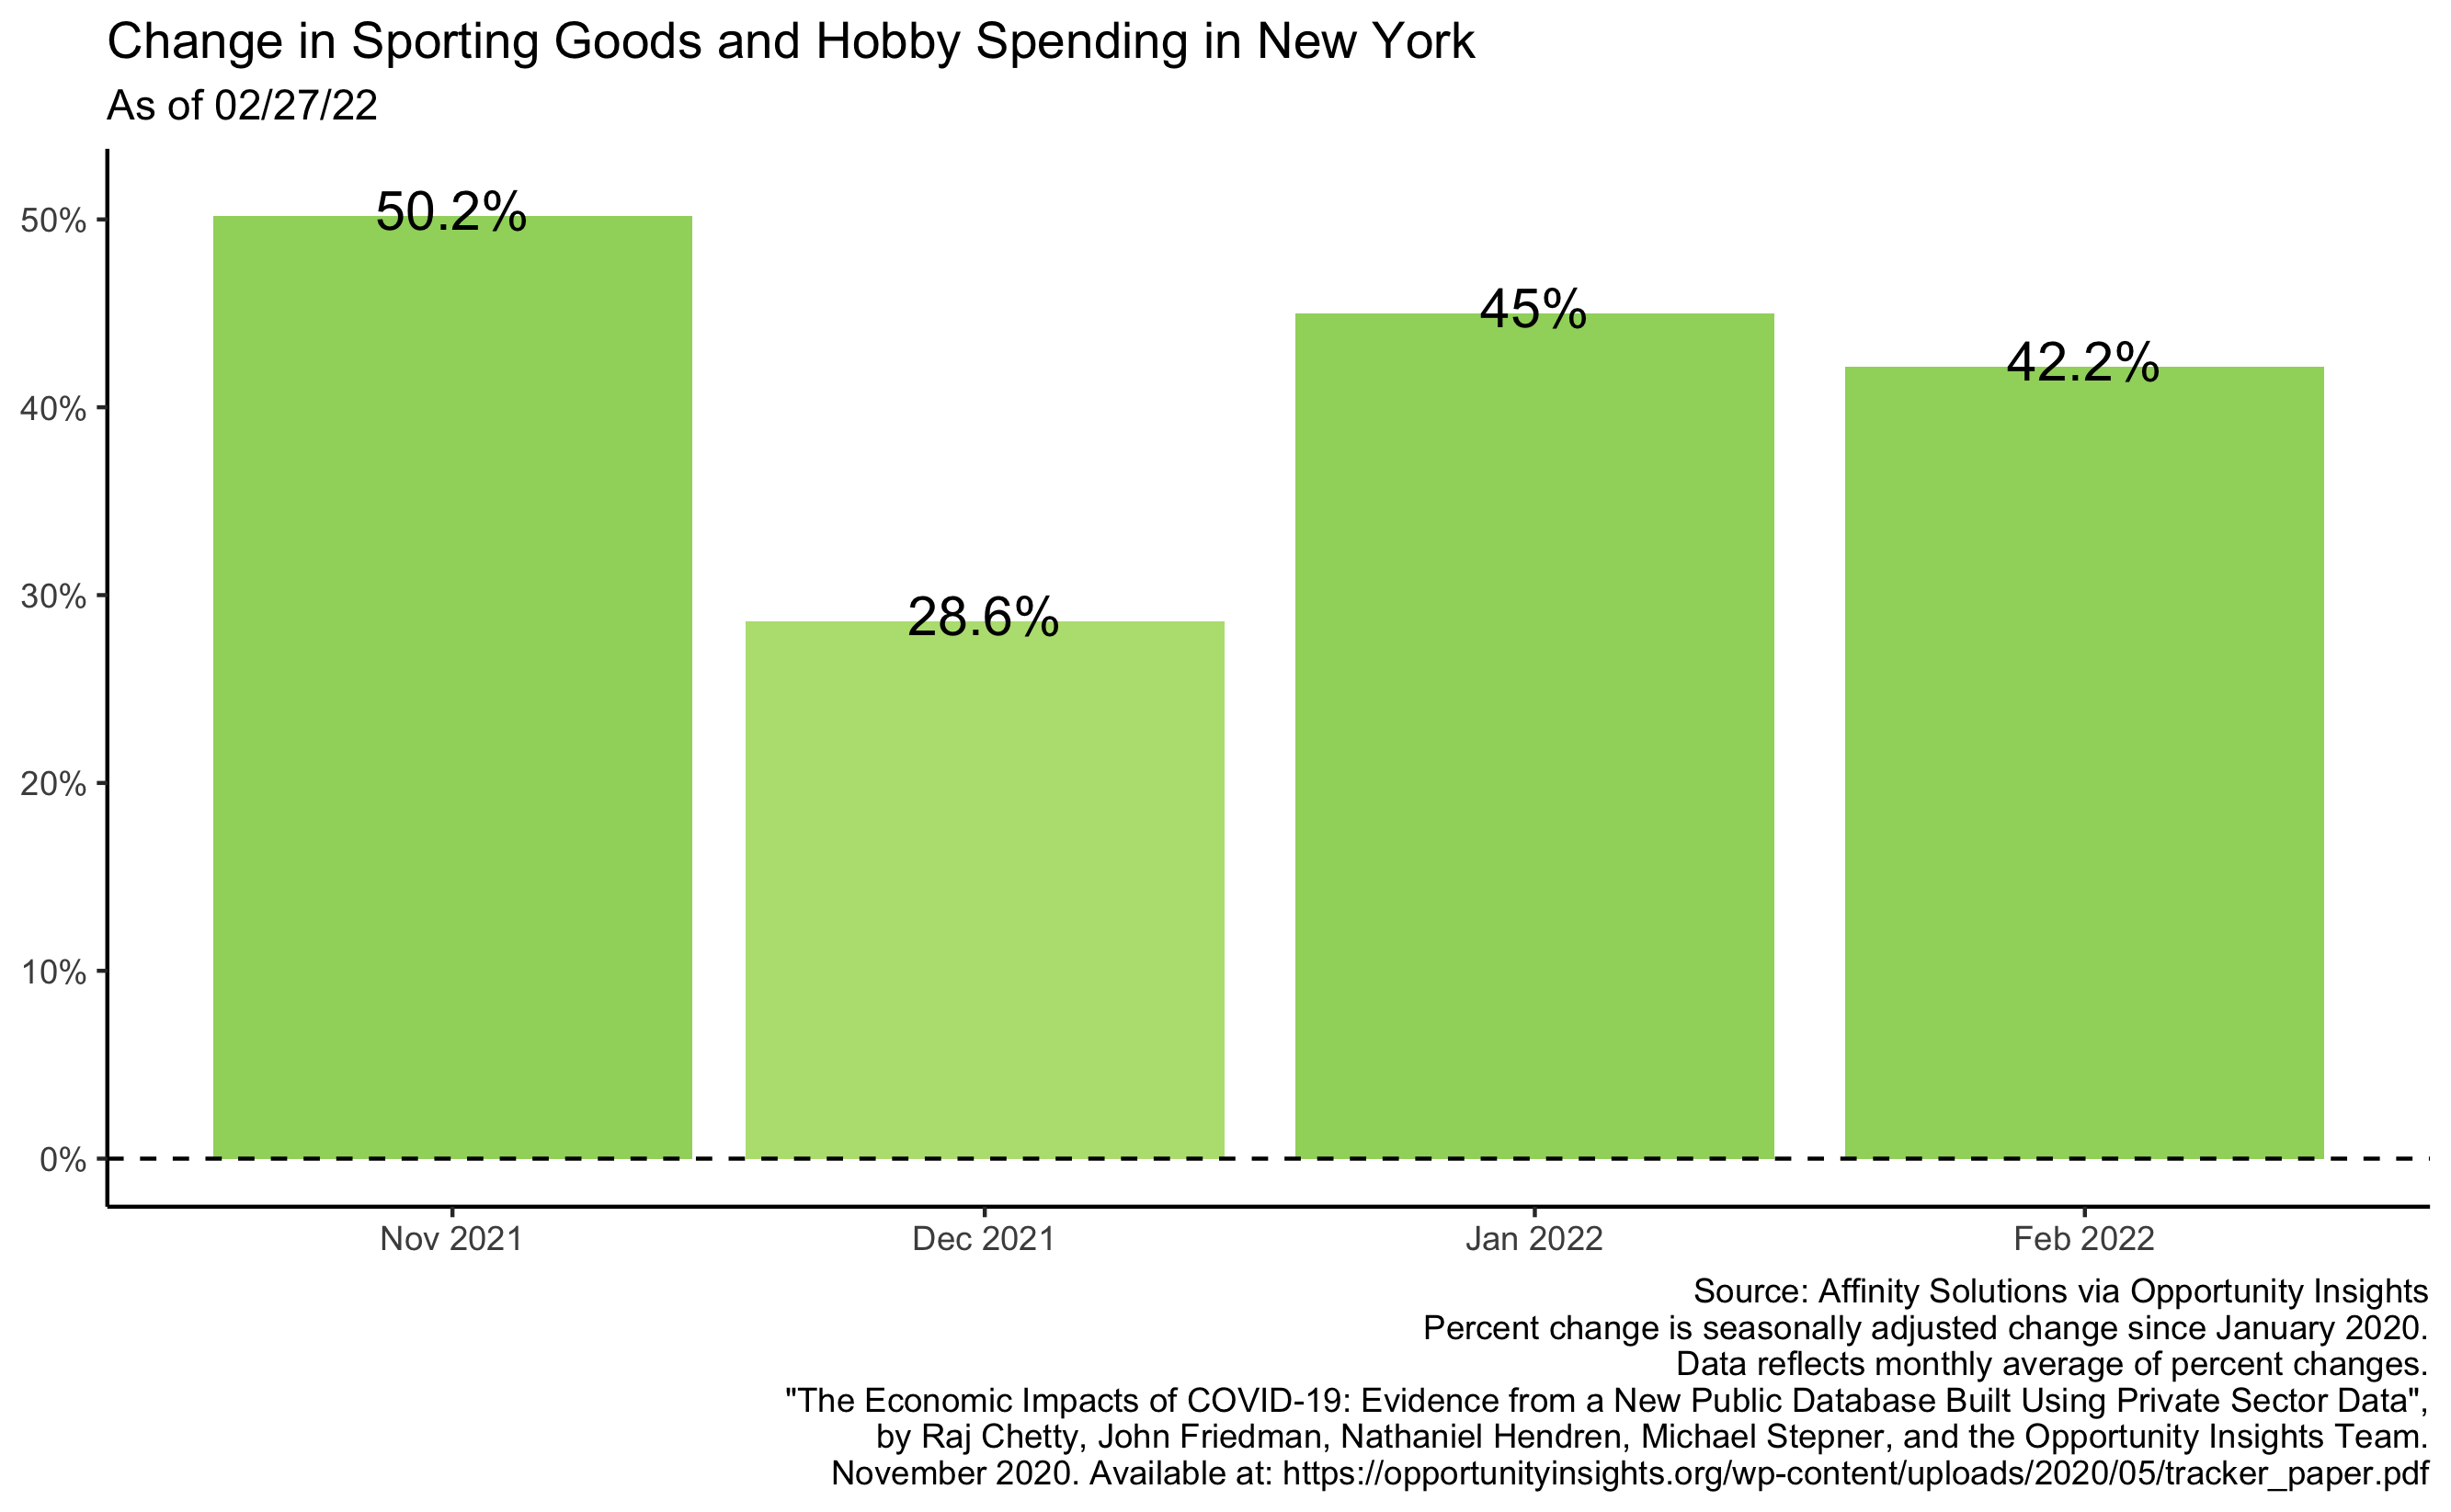 Change in Sporting Goods and Hobby Spending in New York
As of 02/27/22
50%
40%
30%
20%
10%
0%
50.2%
28.6%
45%
42.2%
Nov 2021
Dec 2021
Jan 2022
Feb 2022
Source: Affinity Solutions via Opportunity Insights
Percent change is seasonally adjusted change since January 2020.
Data reflects monthly average of percent changes.
"The Economic Impacts of COVID-19: Evidence from a New Public Database Built Using Private Sector Data",
by Raj Chetty, John Friedman, Nathaniel Hendren, Michael Stepner, and the Opportunity Insights Team.
November 2020. Available at: https://opportunityinsights.org/wp-content/uploads/2020/05/tracker_paper.pdf